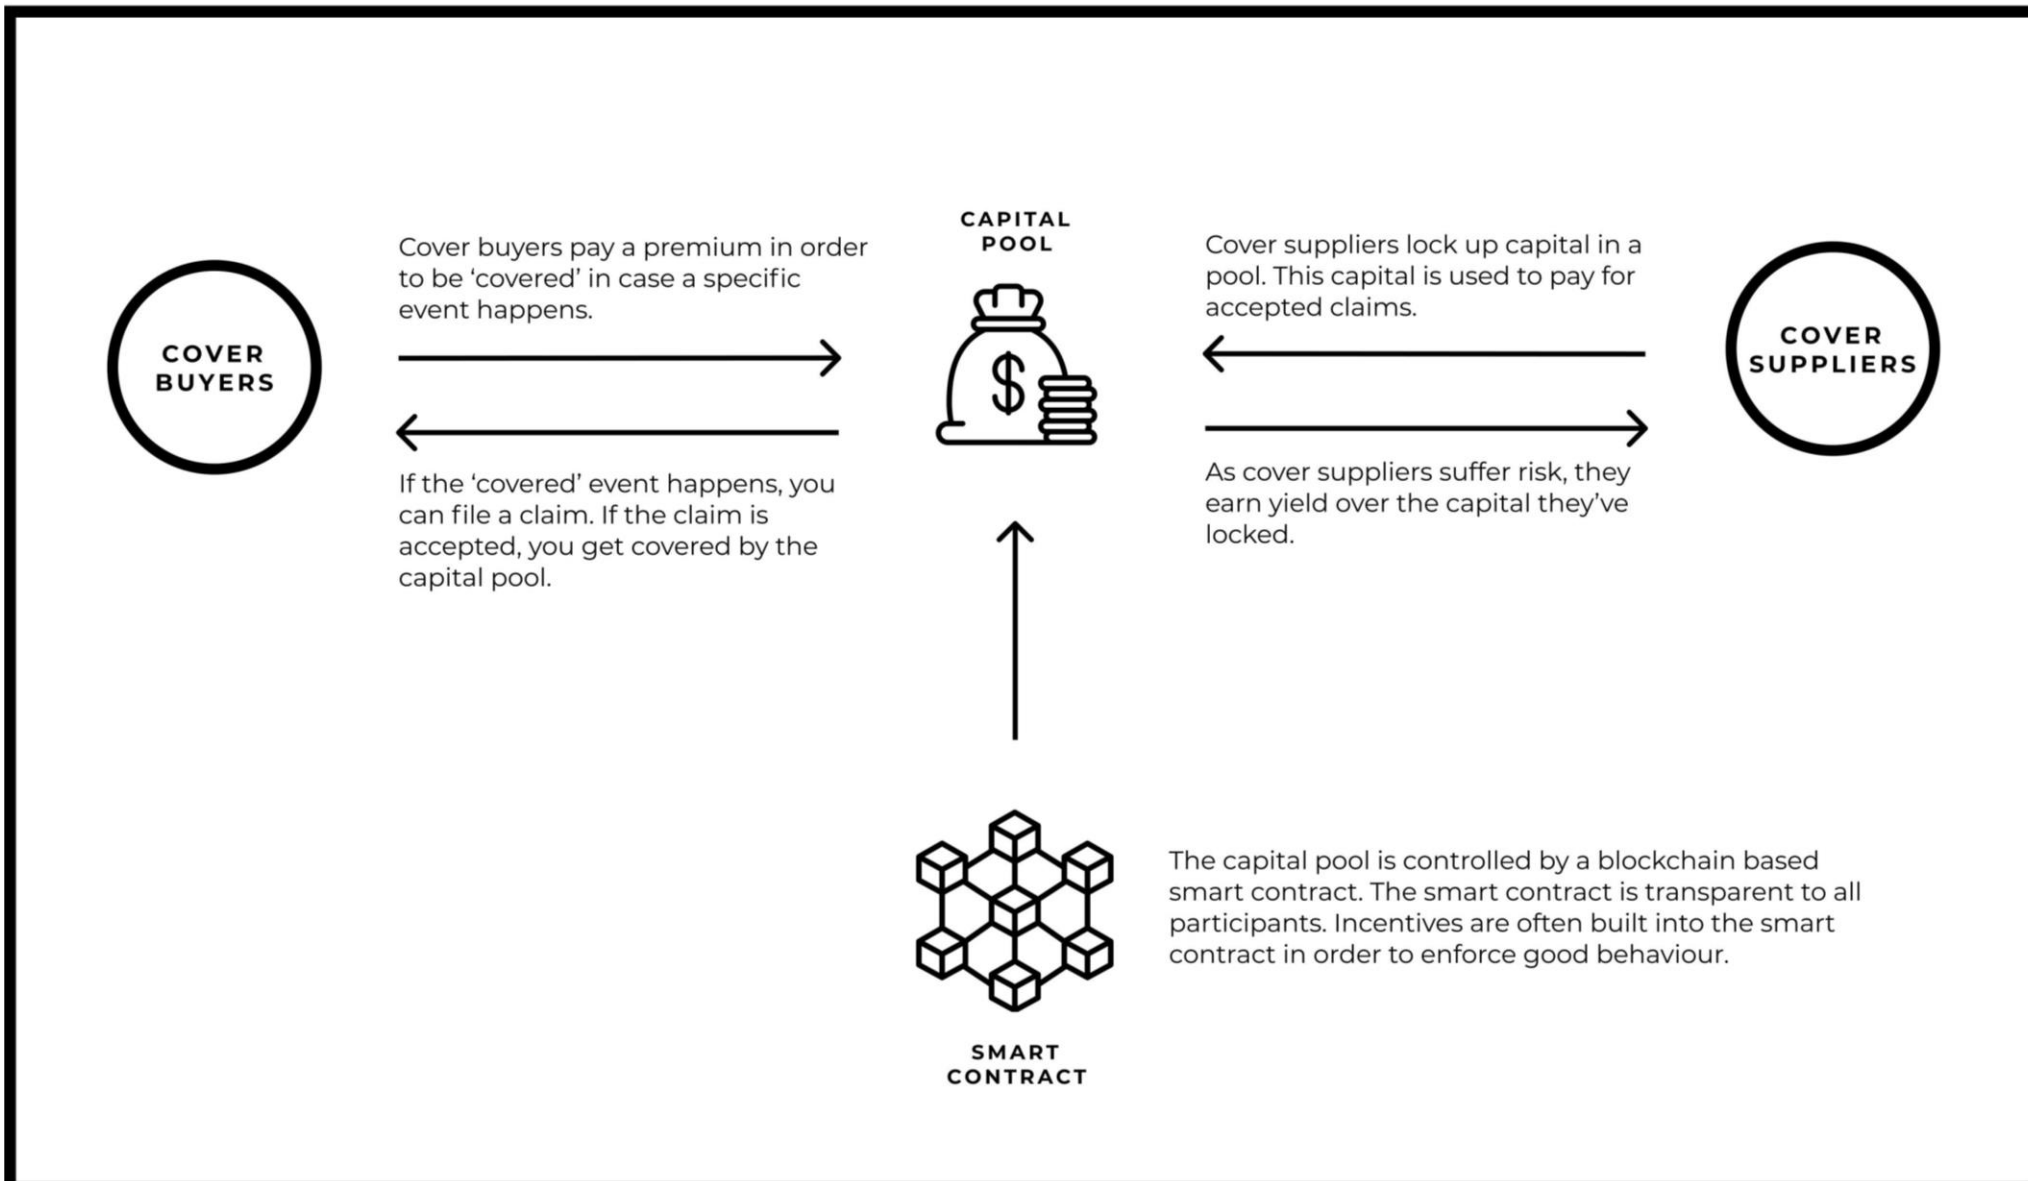 CAPITAL
POOL
Cover buyers pay a premium in order
to be ‘covered’ in case a specific
event happens.
Cover suppliers lock up capital in a
pool. This capital is used to pay for
accepted claims.
COVER
BUYERS
$
COVER
SUPPLIERS
If the ‘covered’ event happens, you
can file a claim. If the claim is
accepted, you get covered by the
capital pool.
As cover suppliers suffer risk, they
earn yield over the capital they’ve
locked.
The capital pool is controlled by a blockchain based
smart contract. The smart contract is transparent to all
participants. Incentives are often built into the smart
contract in order to enforce good behaviour.
SMART
CONTRACT